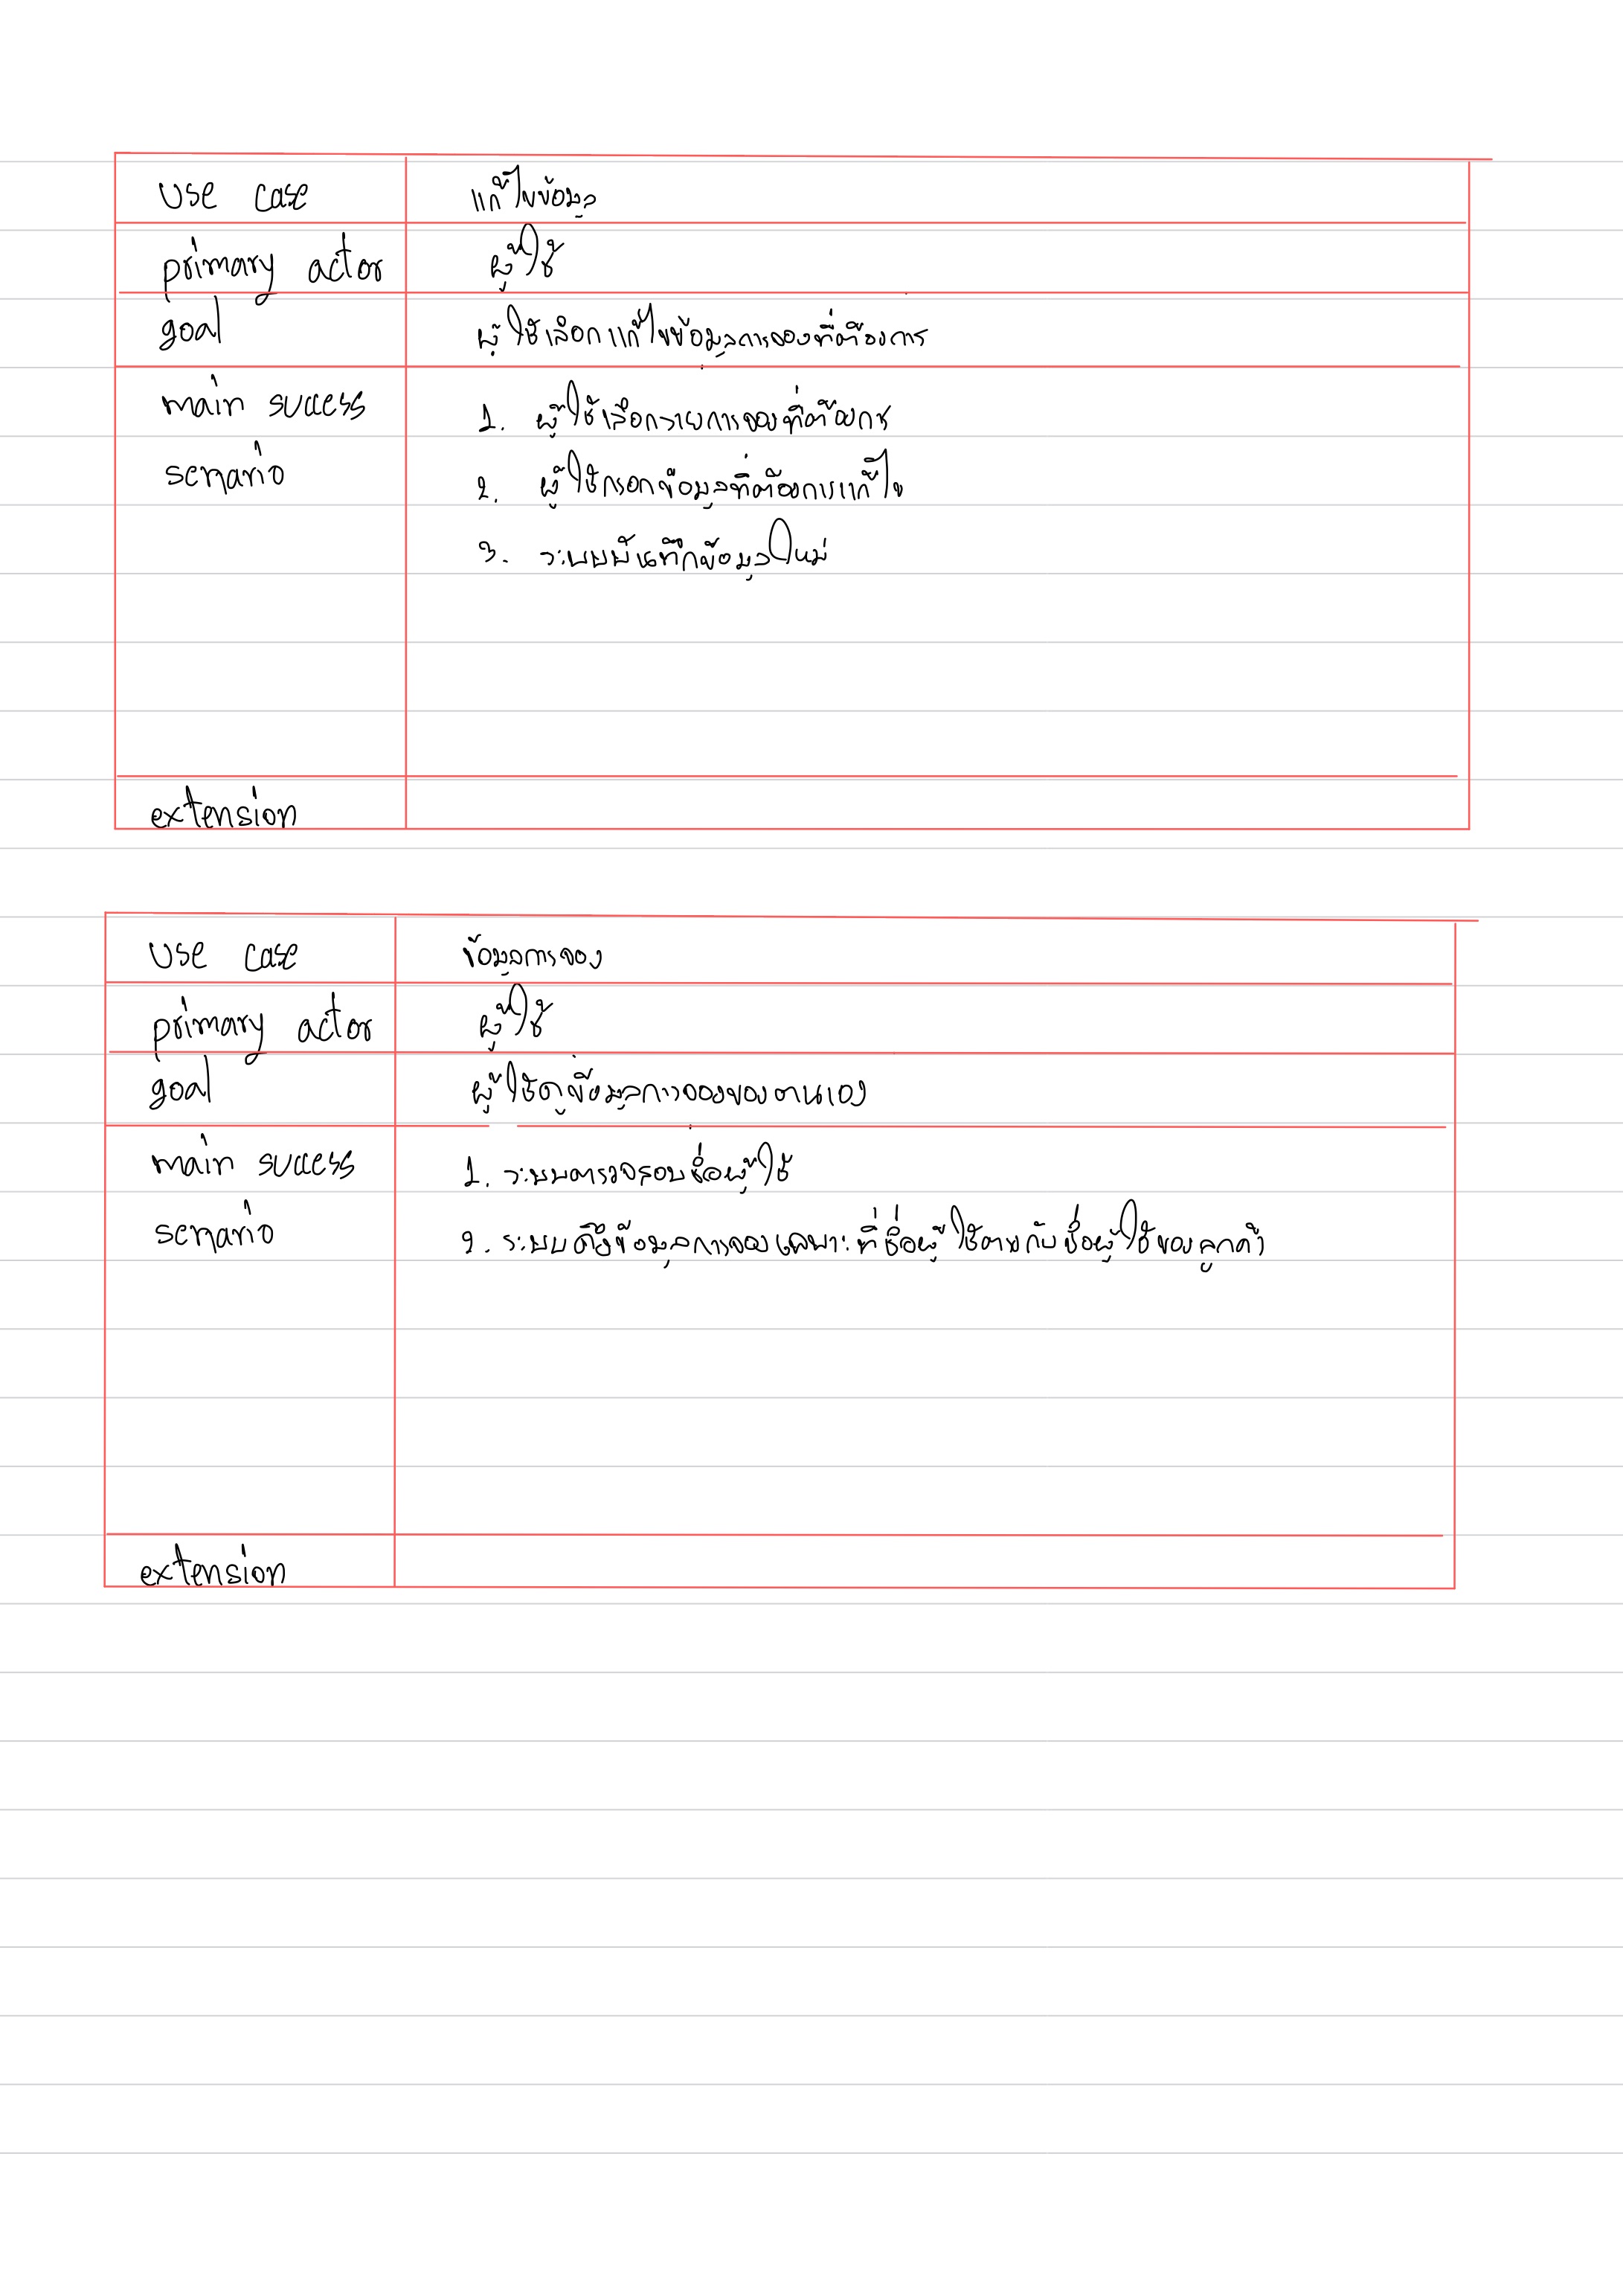 use case แก้ไขข้อมูล
primary actor ผู้ใช้
goal ผู้ใช้เลือกแก้ไขข้อมูลการจองที่ต้องการ
main success 1. ผู้ใช้เลือกรายการจองที่ต้องการ
senario 2. ผู้ใช้กรอกข้อมูลที่ต้องการแก้ไข
3. ระบบบันทึกข้อมูลใหม่
extension
use case ข้อมูลการจอง
primary actor ผู้ใช้
goal ผู้ใช้ดูข้อมูลการจองของตนเอง
main success 1. ระบบตรวจสอบชื่อผู้ใช้
senario 2. ระบบดึงข้อมูลการจองเฉพาะที่ชื่อผู้ใช้ตรงกับชื่อผู้ใช้ของลูกค้า
extension